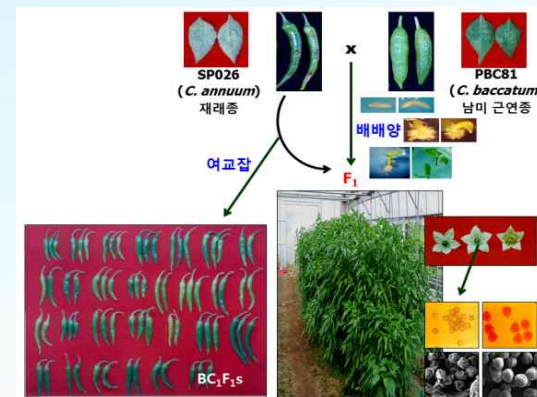 x
SP026
(C. annuum)
재래종
PBC81
(C. baccatum)
남미 근연종
배배양
여교잡
F₁
BC₁F₁s